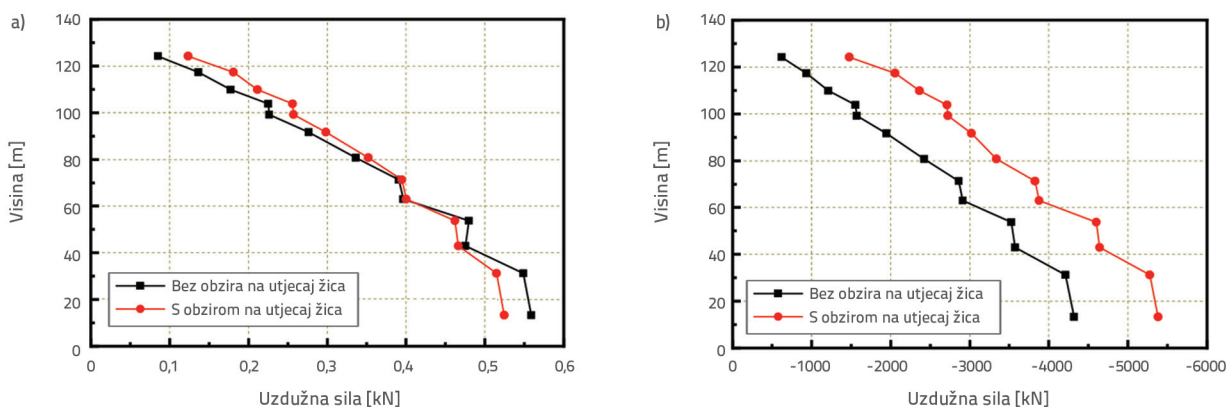 a)
140
120
100
80
60
40
20
0
Visina [m]
Bez obzira na utjecaj žica
S obzirom na utjecaj žica
0 0,1 0,2 0,3 0,4 0,5 0,6
Uzdužna sila [kN]
b)
140
120
100
80
60
40
20
0
Visina [m]
Bez obzira na utjecaj žica
S obzirom na utjecaj žica
0 -1000 -2000 -3000 -4000 -5000 -6000
Uzdužna sila [kN]